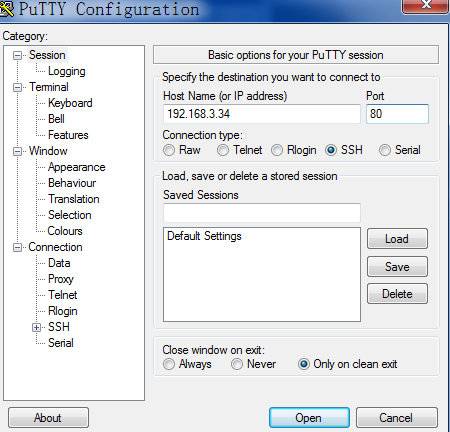 PuTTY Configuration
Category:
Session
Logging
Terminal
Keyboard
Bell
Features
Window
Appearance
Behaviour
Translation
Selection
Colours
Connection
Data
Proxy
Telnet
Rlogin
SSH
Serial
Basic options for your PuTTY session
Specify the destination you want to connect to
Host Name (or IP address) Port
192.168.3.34 80
Connection type:
Raw Telnet Rlogin SSH Serial
Load, save or delete a stored session
Saved Sessions
Default Settings
Load
Save
Delete
Close window on exit:
Always Never Only on clean exit
About Open Cancel